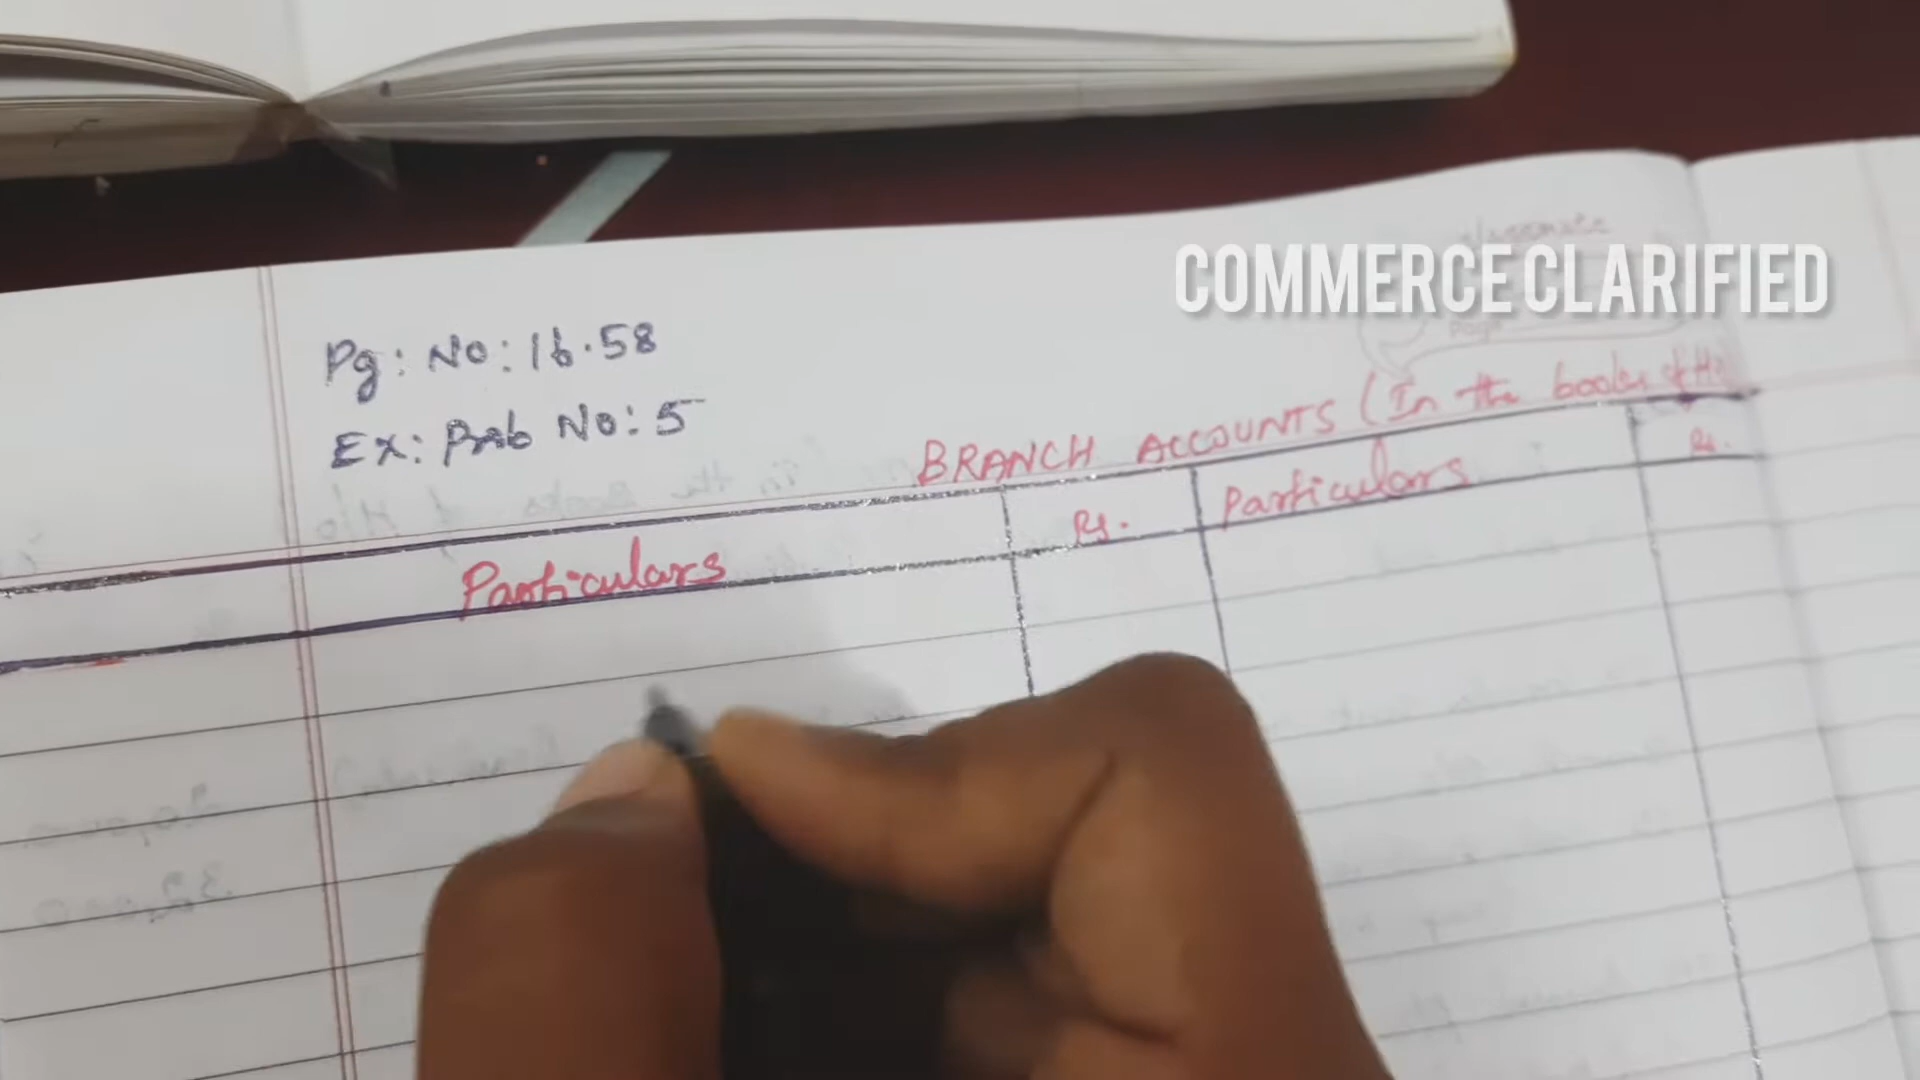 COMMERCE CLARIFIED
Pg: No: 16.58
Ex: Prob No: 5
BRANCH ACCOUNTS (In the books of H
Particulars Rs. Particulars Rs.